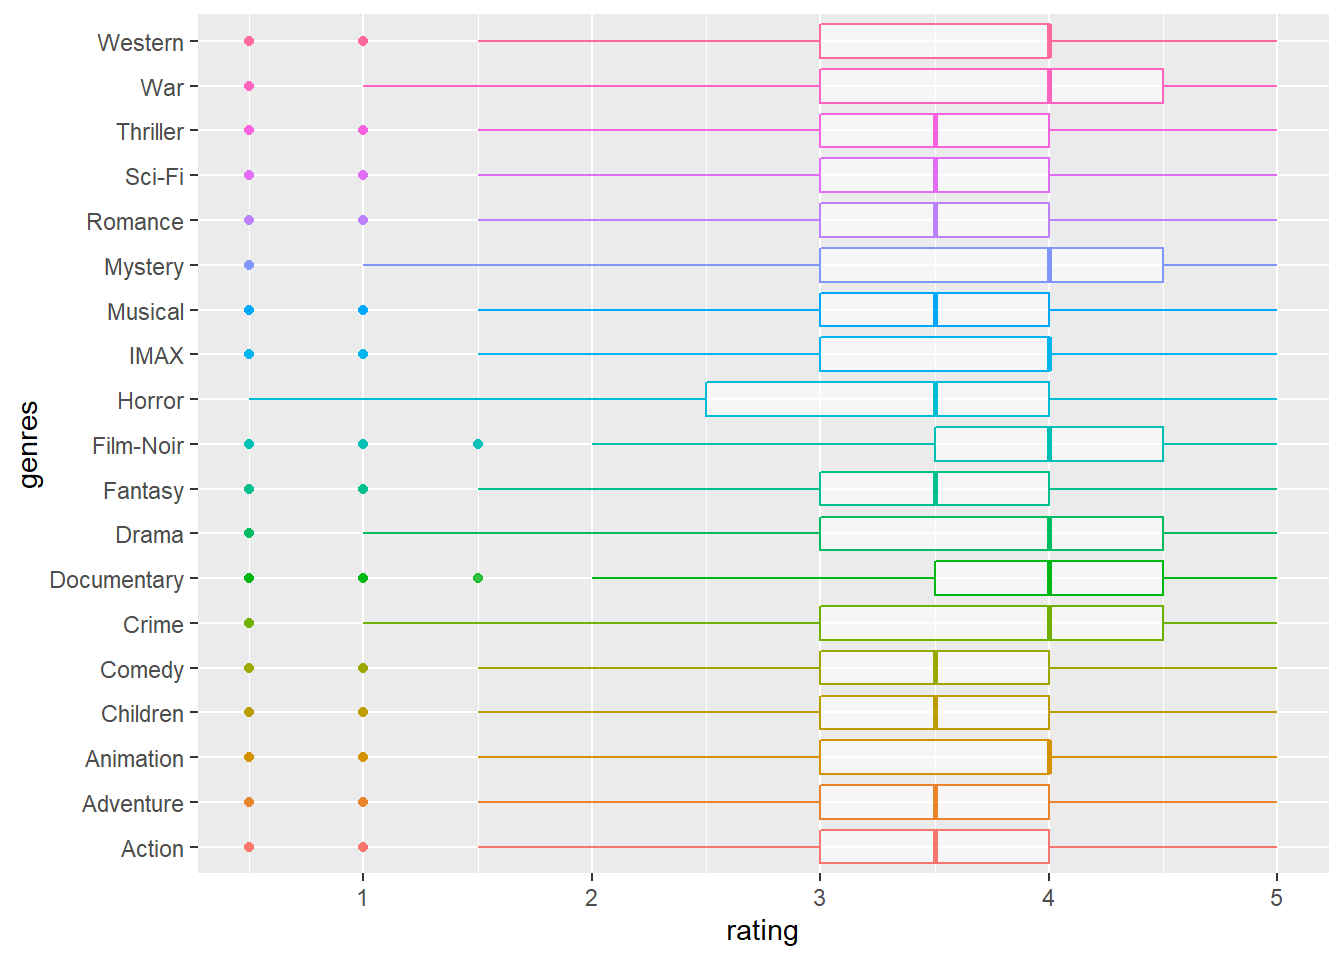 Western
War
Thriller
Sci-Fi
Romance
Mystery
Musical
IMAX
Horror
Film-Noir
Fantasy
Drama
Documentary
Crime
Comedy
Children
Animation
Adventure
Action
genres
1 2 3 4 5
rating